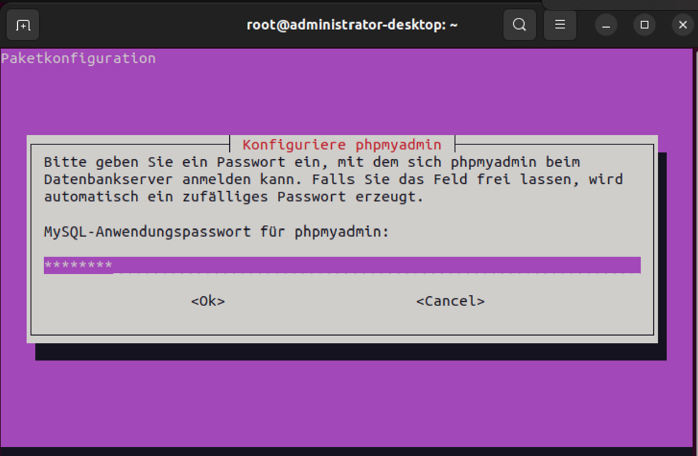 root@administrator-desktop: ~
Paketkonfiguration
Konfiguriere phpmyadmin
Bitte geben Sie ein Passwort ein, mit dem sich phpmyadmin beim
Datenbankserver anmelden kann. Falls Sie das Feld frei lassen, wird
automatisch ein zufälliges Passwort erzeugt.
MySQL-Anwendungspasswort für phpmyadmin:
********
<Ok> <Cancel>